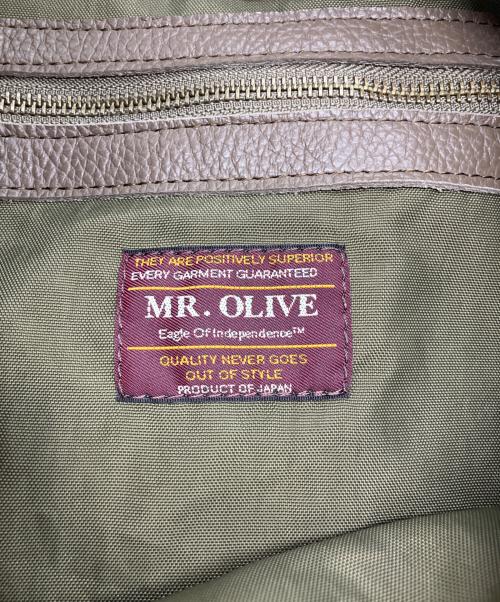 THEY ARE POSITIVELY SUPERIOR
EVERY GARMENT GUARANTEED
MR. OLIVE
Eagle Of Independence™
QUALITY NEVER GOES
OUT OF STYLE
PRODUCT OF JAPAN